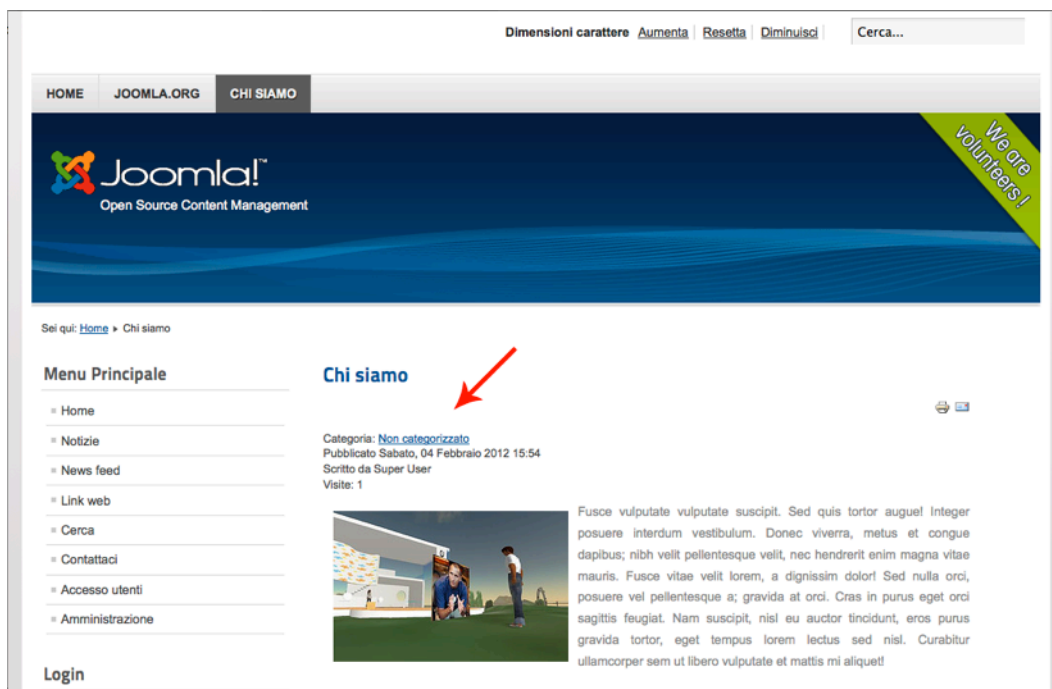 Dimensioni carattere Aumenta Resetta Diminuisci Cerca...
HOME JOOMLA.ORG CHI SIAMO
We are
volunteers!
Joomla!™
Open Source Content Management
Sei qui: Home Chi siamo
Menu Principale
Home
Notizie
News feed
Link web
Cerca
Contattaci
Accesso utenti
Amministrazione
Login
Chi siamo
Categoria: Non categorizzato
Pubblicato Sabato, 04 Febbraio 2012 15:54
Scritto da Super User
Visite: 1
Fusce vulputate vulputate suscipit. Sed quis tortor augue! Integer
posuere interdum vestibulum. Donec viverra, metus et congue
dapibus; nibh velit pellentesque velit, nec hendrerit enim magna vitae
mauris. Fusce vitae velit lorem, a dignissim dolor! Sed nulla orci,
posuere vel pellentesque a; gravida at orci. Cras in purus eget orci
sagittis feugiat. Nam suscipit, nisl eu auctor tincidunt, eros purus
gravida tortor, eget tempus lorem lectus sed nisl. Curabitur
ullamcorper sem ut libero vulputate et mattis mi aliquet!